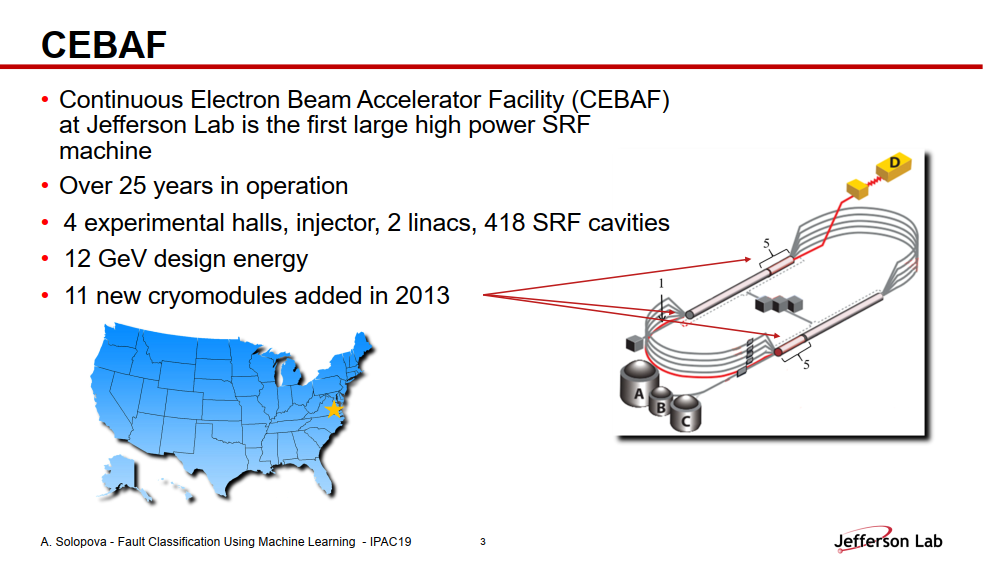 CEBAF
• Continuous Electron Beam Accelerator Facility (CEBAF)
at Jefferson Lab is the first large high power SRF
machine
• Over 25 years in operation
• 4 experimental halls, injector, 2 linacs, 418 SRF cavities
• 12 GeV design energy
• 11 new cryomodules added in 2013
D
5
1
5
A
B
C
A. Solopova - Fault Classification Using Machine Learning - IPAC19
3
Jefferson Lab